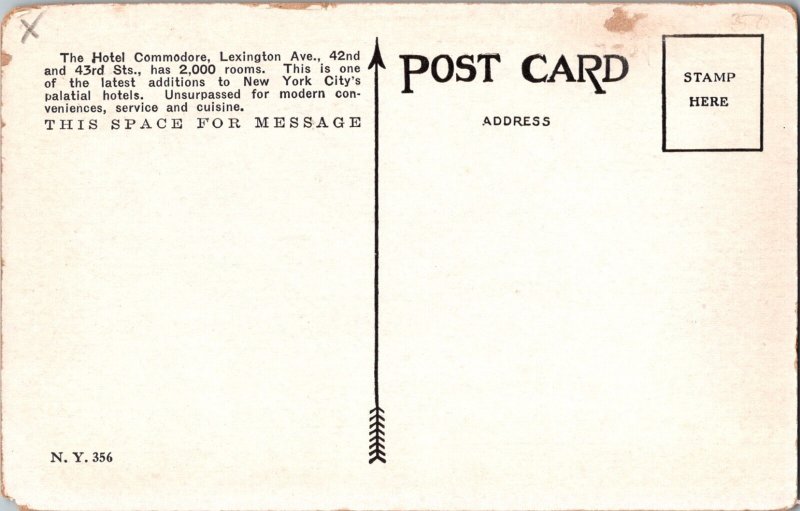 The Hotel Commodore, Lexington Ave., 42nd
and 43rd Sts., has 2,000 rooms. This is one
of the latest additions to New York City's
palatial hotels. Unsurpassed for modern con-
veniences, service and cuisine.
THIS SPACE FOR MESSAGE
POST CARD
ADDRESS
STAMP
HERE
N. Y. 356
X